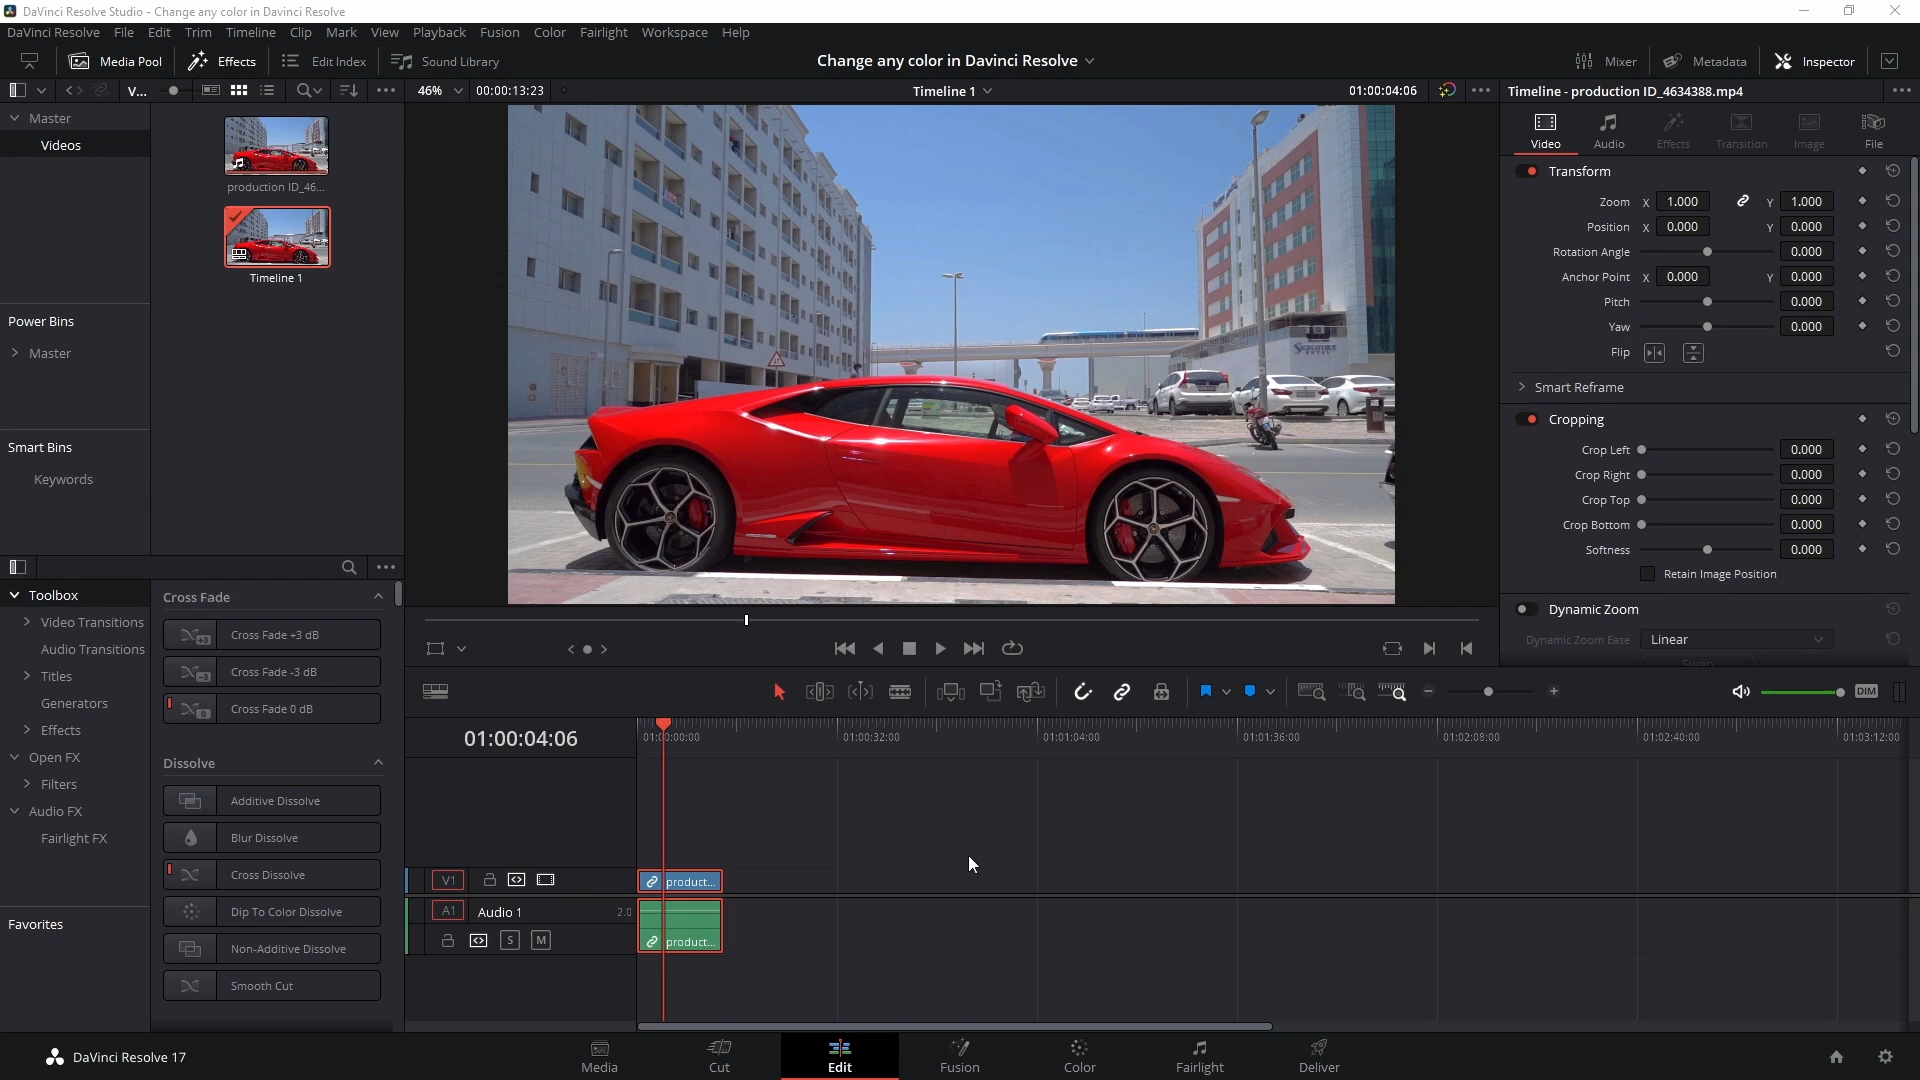 DaVinci Resolve Studio - Change any color in Davinci Resolve
DaVinci Resolve File Edit Trim Timeline Clip Mark View Playback Fusion Color Fairlight Workspace Help
Media Pool Effects Edit Index Sound Library
Change any color in Davinci Resolve
Mixer Metadata Inspector
V...
46% 00:00:13:23
Timeline 1
01:00:04:06
Timeline - production ID_4634388.mp4
Master
Videos
production ID_46...
Timeline 1
Power Bins
Master
Smart Bins
Keywords
SIGNATURE
Video Audio Effects Transition Image File
Transform
Zoom X 1.000 Y 1.000
Position X 0.000 Y 0.000
Rotation Angle 0.000
Anchor Point X 0.000 Y 0.000
Pitch 0.000
Yaw 0.000
Flip
Smart Reframe
Cropping
Crop Left 0.000
Crop Right 0.000
Crop Top 0.000
Crop Bottom 0.000
Softness 0.000
Retain Image Position
Dynamic Zoom
Dynamic Zoom Ease Linear
Swap
Toolbox
Video Transitions
Audio Transitions
Titles
Generators
Effects
Open FX
Filters
Audio FX
Fairlight FX
Favorites
Cross Fade
+3 Cross Fade +3 dB
-3 Cross Fade -3 dB
0 Cross Fade 0 dB
Dissolve
Additive Dissolve
Blur Dissolve
Cross Dissolve
Dip To Color Dissolve
Non-Additive Dissolve
Smooth Cut
DIM
01:00:04:06
01:00:00:00 01:00:32:00 01:01:04:00 01:01:36:00 01:02:08:00 01:02:40:00 01:03:12:00
V1
product...
A1 Audio 1 2.0
S M
product...
DaVinci Resolve 17
Media Cut Edit Fusion Color Fairlight Deliver